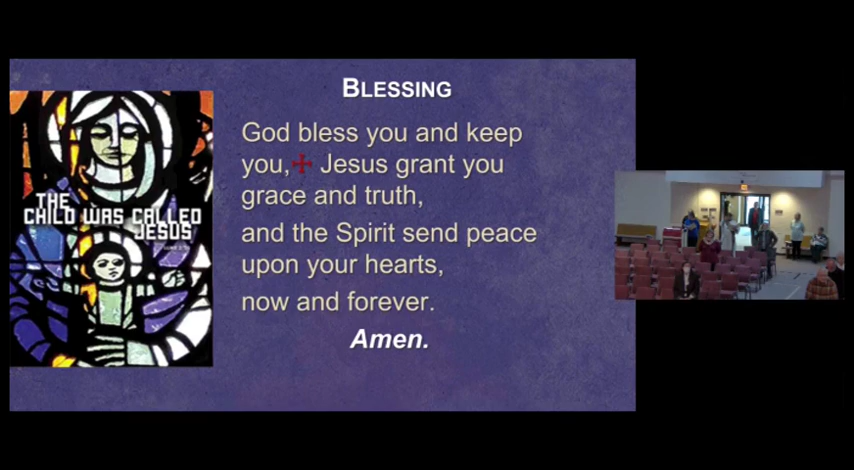 BLESSING
God bless you and keep
you,☩ Jesus grant you
grace and truth,
and the Spirit send peace
upon your hearts,
now and forever.
Amen.
THE
CHILD WAS CALLED
JESUS